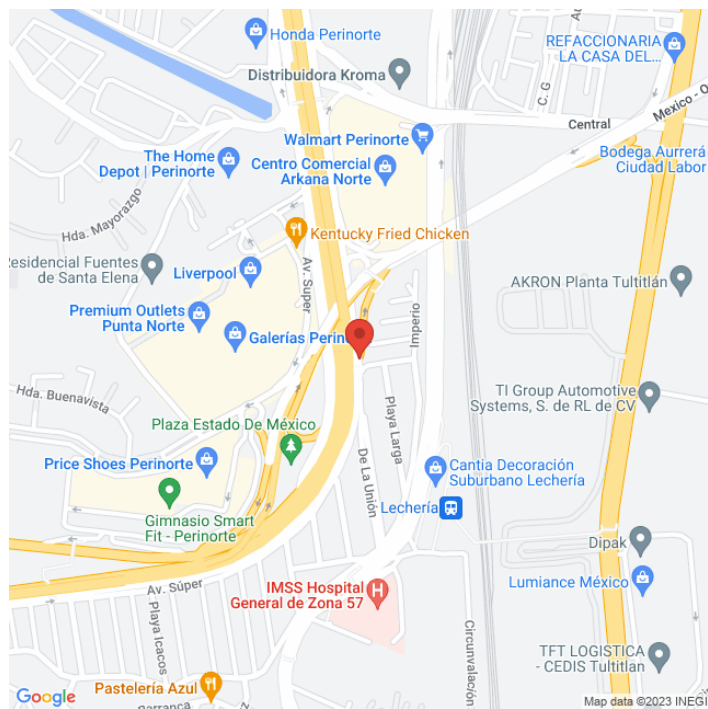 Honda Perinorte
REFACCIONARIA
LA CASA DEL...
Distribuidora Kroma
C. G
Mexico - O
Central
Walmart Perinorte
Bodega Aurrerá
Ciudad Labor
The Home
Depot | Perinorte
Centro Comercial
Arkana Norte
Hda. Mayorazgo
Kentucky Fried Chicken
Residencial Fuentes
de Santa Elena
Liverpool
Av. Super
AKRON Planta Tultitlán
Premium Outlets
Punta Norte
Imperio
Galerías Perin
Hda. Buenavista
TI Group Automotive
Systems, S. de RL de CV
Playa Larga
Plaza Estado De México
De La Unión
Price Shoes Perinorte
Cantia Decoración
Suburbano Lechería
Lechería
Gimnasio Smart
Fit - Perinorte
Dipak
Av. Súper
IMSS Hospital
General de Zona 57
Lumiance México
Playa Icacos
Circunvalación
TFT LOGISTICA
- CEDIS Tultitlan
Pastelería Azul
Barranca
Google
Map data ©2023 INEGI